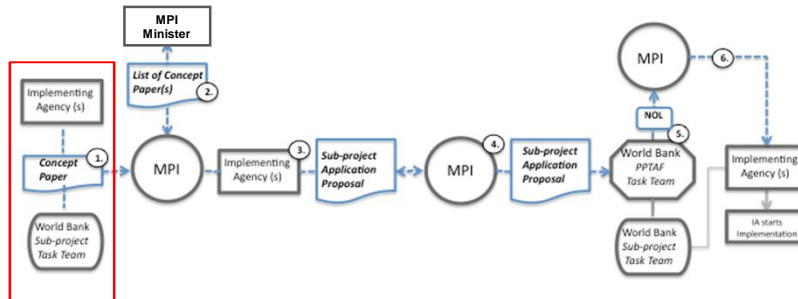 MPI
Minister
List of Concept
Paper(s)
2.
Implementing
Agency (s)
Concept
Paper
1.
World Bank
Sub-project
Task Team
MPI
Implementing
Agency (s)
3.
Sub-project
Application
Proposal
MPI
4.
Sub-project
Application
Proposal
MPI
6.
NOL
5.
World Bank
PPTAF
Task Team
World Bank
Sub-project
Task Team
Implementing
Agency (s)
IA starts
Implementation